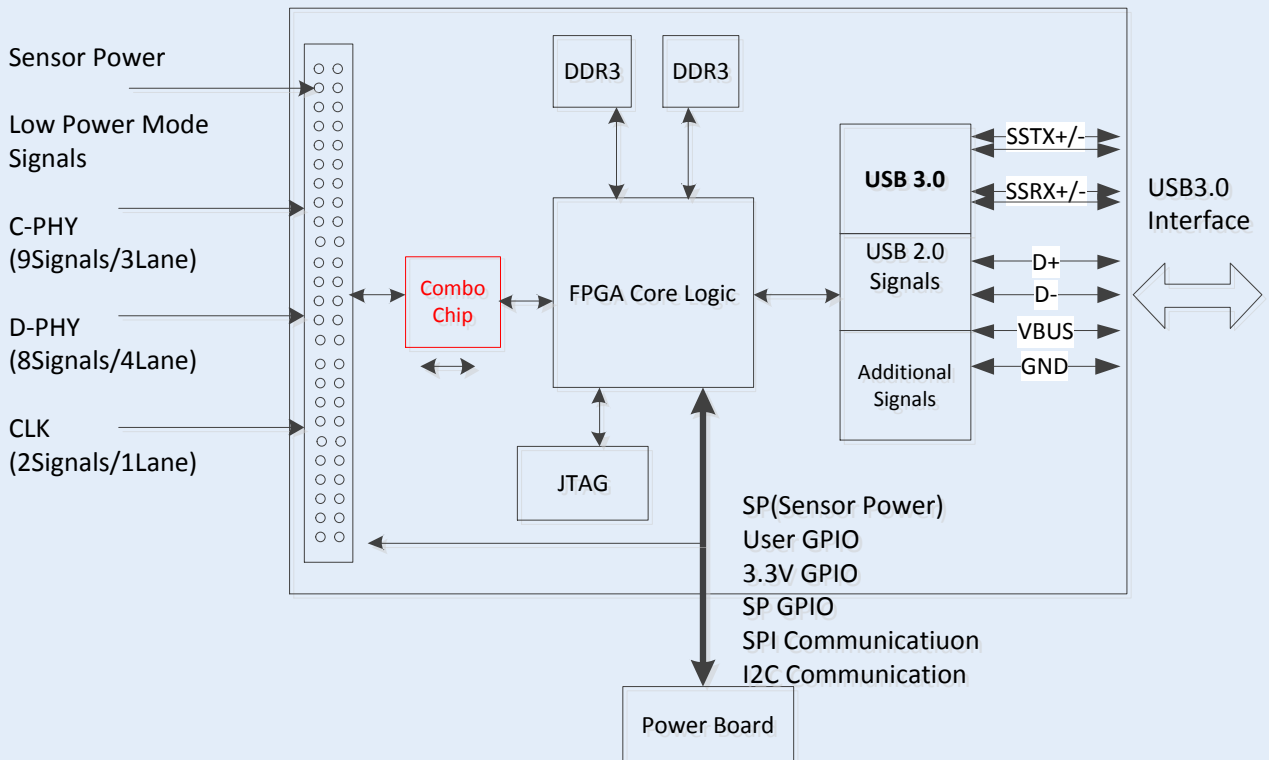 Sensor Power
Low Power Mode
Signals
C-PHY
(9Signals/3Lane)
D-PHY
(8Signals/4Lane)
CLK
(2Signals/1Lane)
DDR3
DDR3
Combo
Chip
FPGA Core Logic
JTAG
USB 3.0
USB 2.0
Signals
Additional
Signals
SSTX+/-
SSRX+/-
D+
D-
VBUS
GND
USB3.0
Interface
SP(Sensor Power)
User GPIO
3.3V GPIO
SP GPIO
SPI Communicatiuon
I2C Communication
Power Board